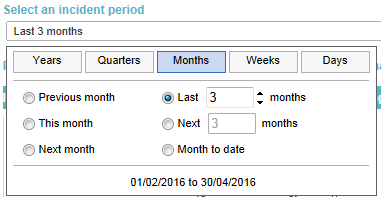 Select an incident period
Last 3 months
Years Quarters Months Weeks Days
Previous month Last 3 months
This month Next 3 months
Next month Month to date
01/02/2016 to 30/04/2016